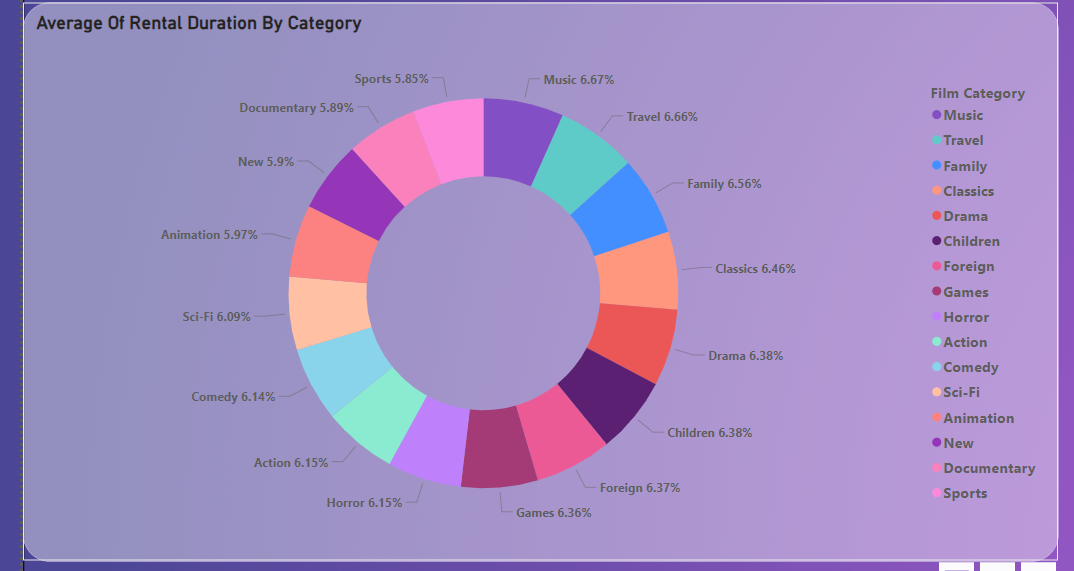 Average Of Rental Duration By Category
Music 6.67%
Travel 6.66%
Family 6.56%
Classics 6.46%
Drama 6.38%
Children 6.38%
Foreign 6.37%
Games 6.36%
Horror 6.15%
Action 6.15%
Comedy 6.14%
Sci-Fi 6.09%
Animation 5.97%
New 5.9%
Documentary 5.89%
Sports 5.85%
Film Category
Music
Travel
Family
Classics
Drama
Children
Foreign
Games
Horror
Action
Comedy
Sci-Fi
Animation
New
Documentary
Sports